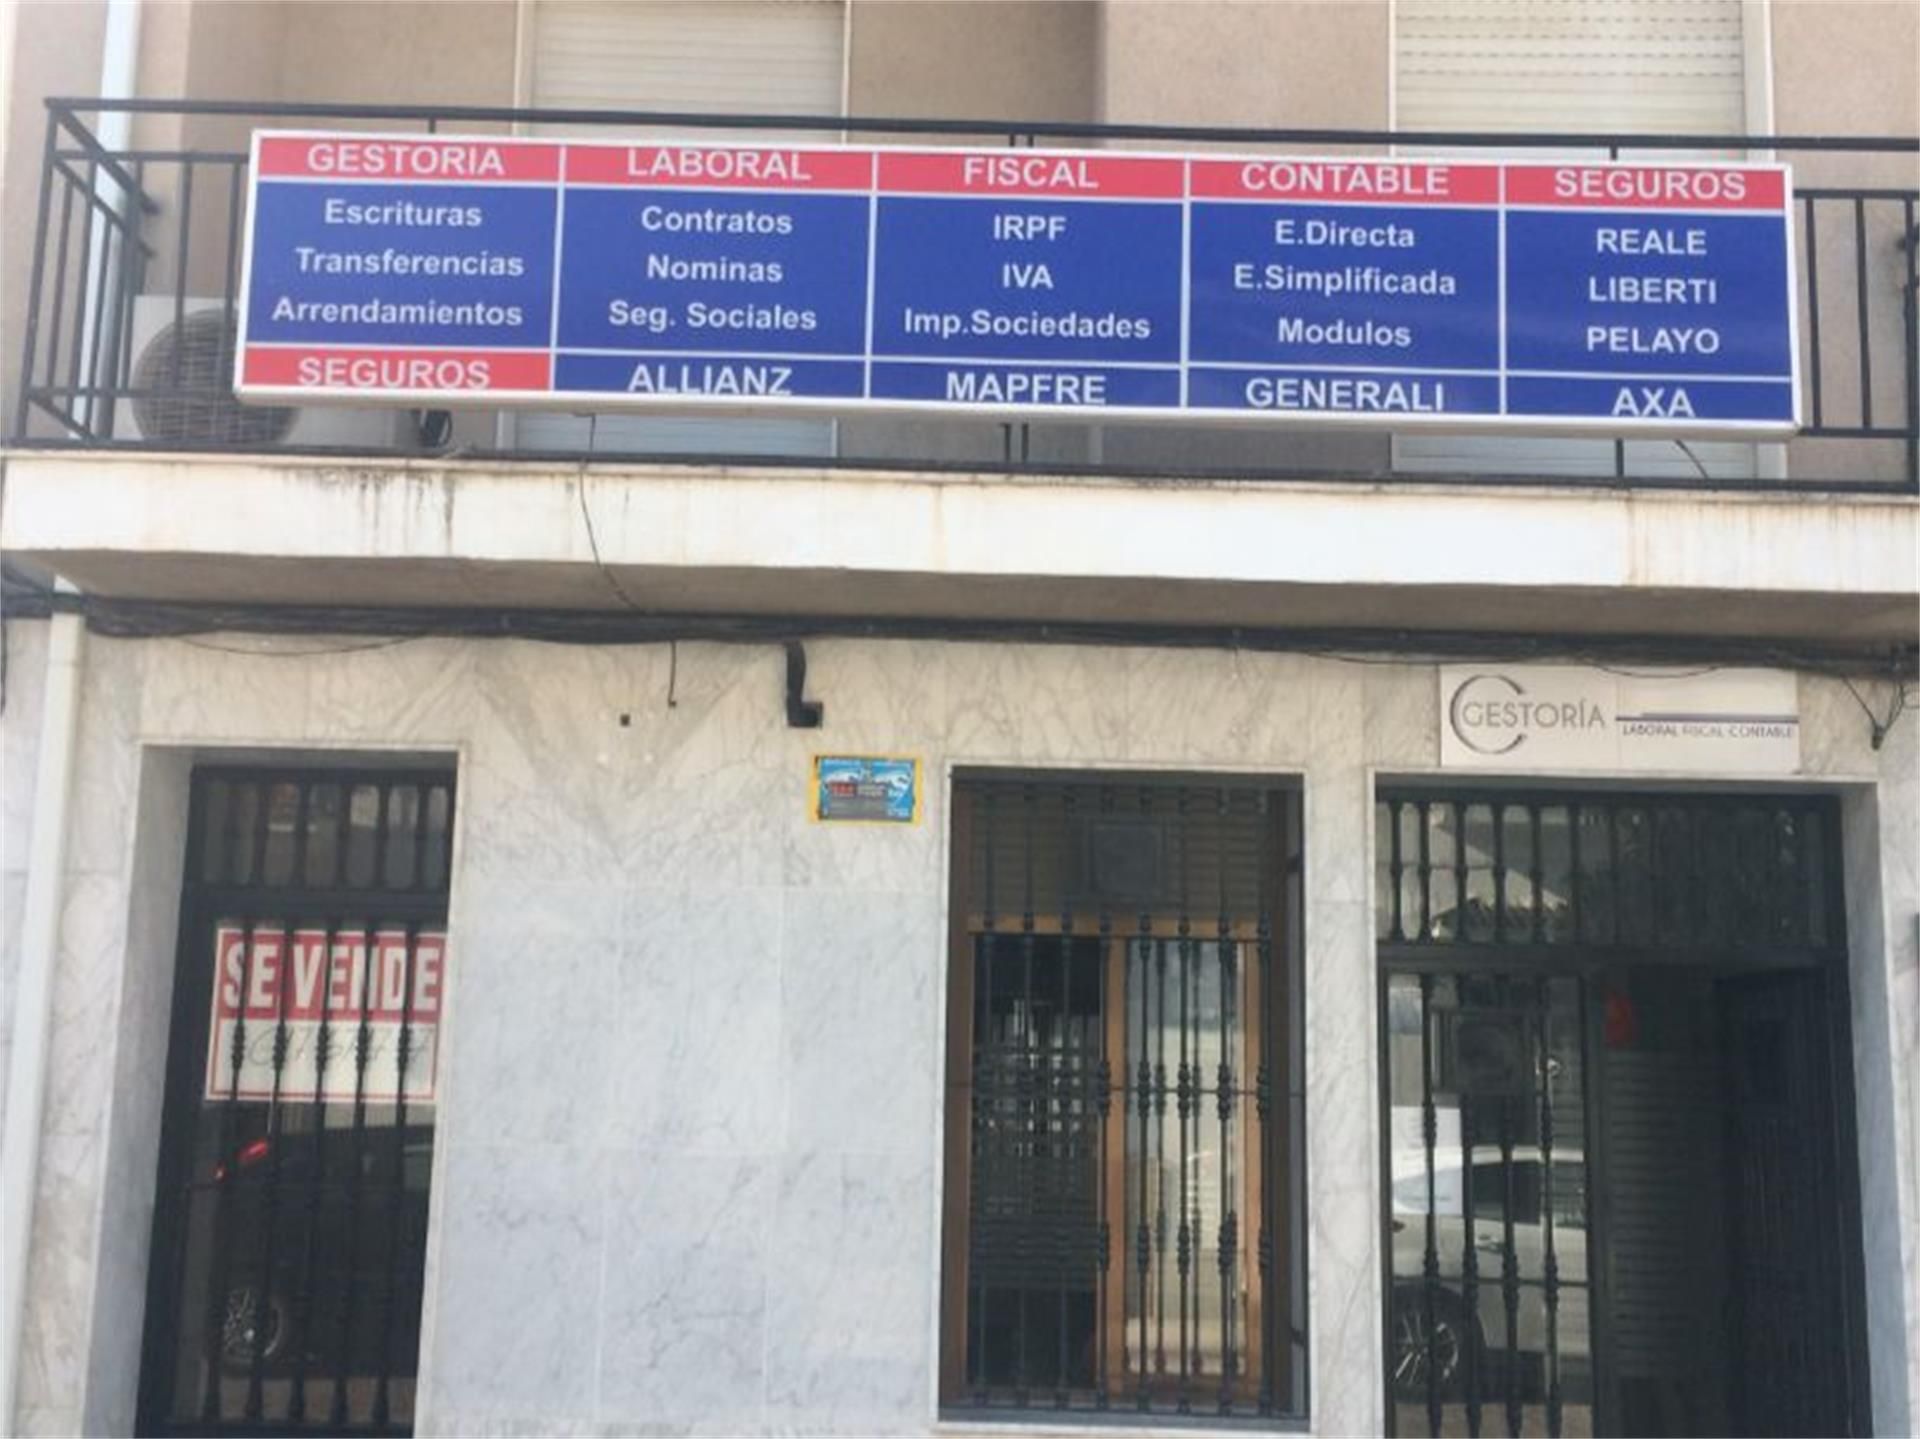 GESTORIA LABORAL FISCAL CONTABLE SEGUROS
Escrituras Contratos IRPF E.Directa REALE
Transferencias Nominas IVA E.Simplificada LIBERTI
Arrendamientos Seg. Sociales Imp.Sociedades Modulos PELAYO
SEGUROS ALLIANZ MAPFRE GENERALI AXA
GESTORÍA
LABORAL FISCAL CONTABLE
SE VENDE